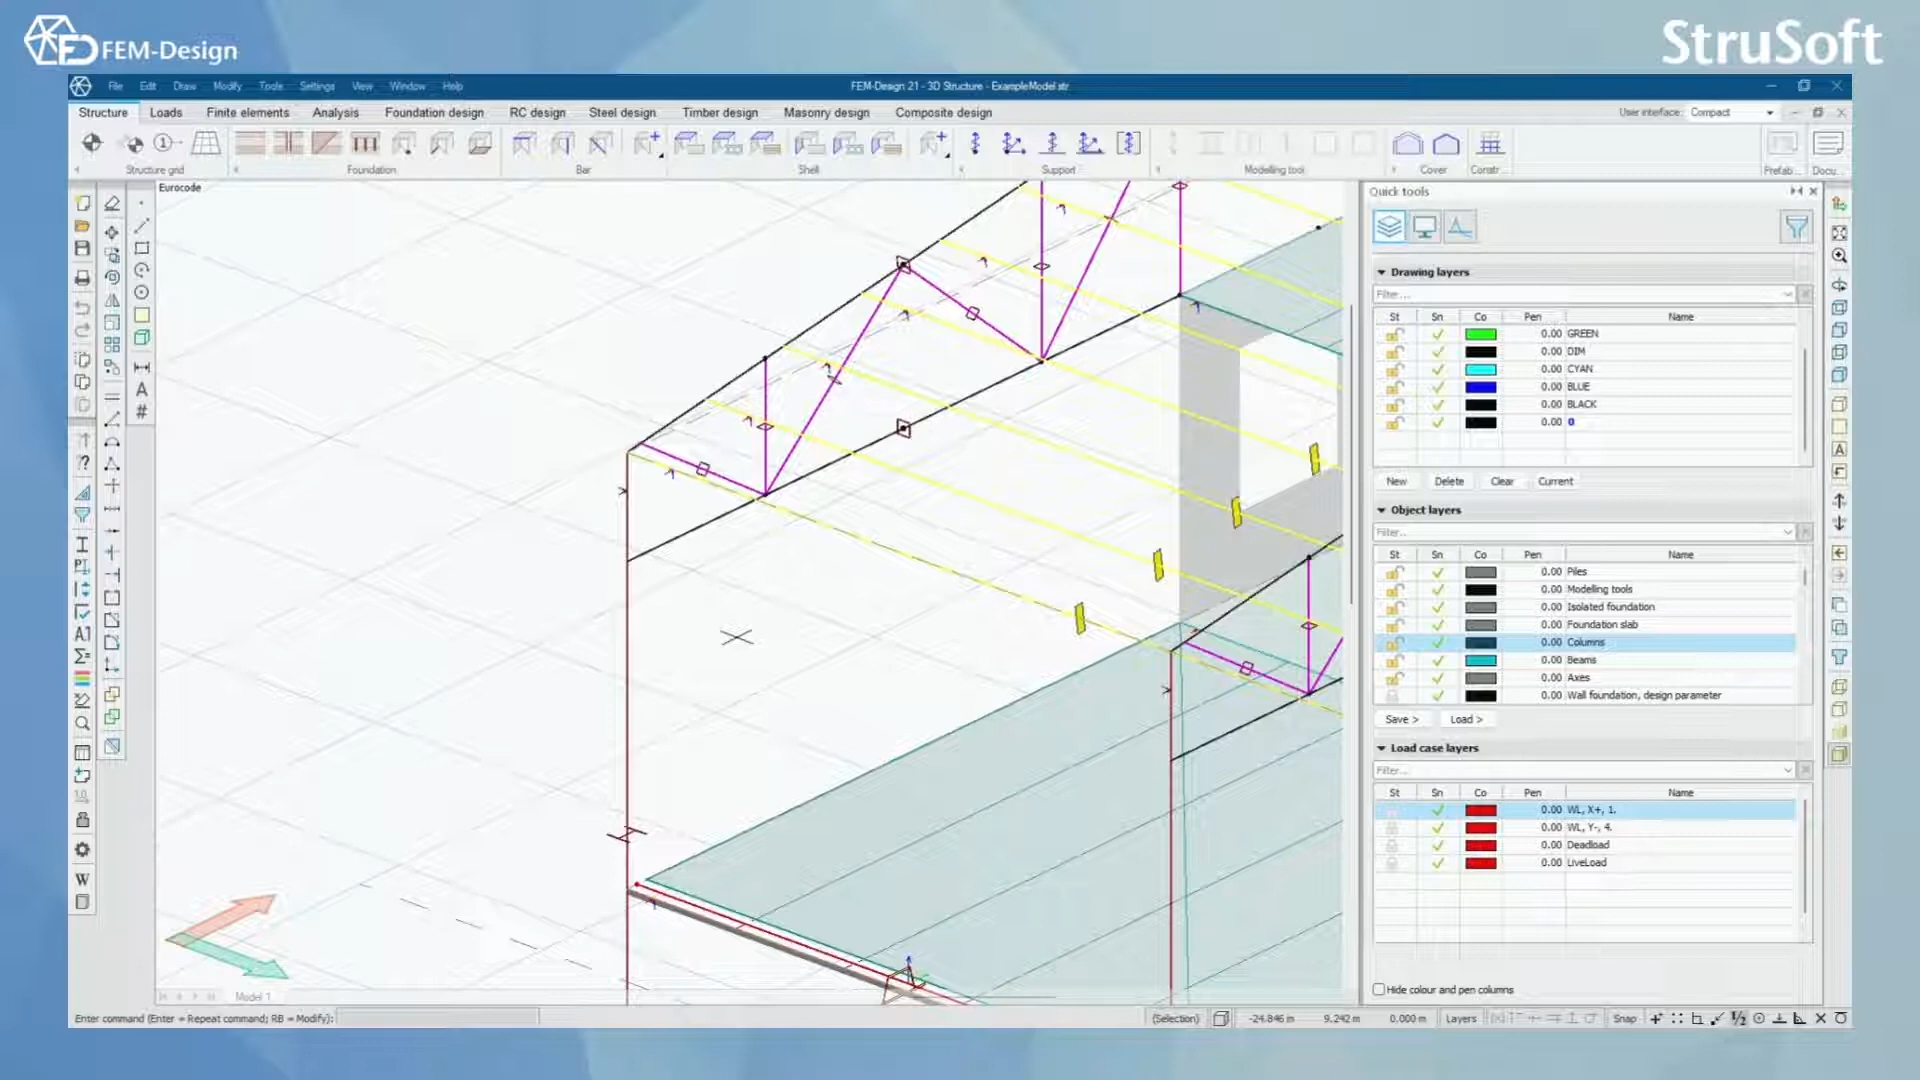 FEM-Design
StruSoft
File Edit Draw Modify Tools Settings View Window Help
FEM-Design 21 - 3D Structure - ExampleModel.str
Structure Loads Finite elements Analysis Foundation design RC design Steel design Timber design Masonry design Composite design
User interface: Compact
Structure grid Foundation Bar Shell Support Modelling tool Cover Constr... Prefab... Docu...
Eurocode
Quick tools
Drawing layers
Filter...
St Sn Co Pen Name
0.00 GREEN
0.00 DIM
0.00 CYAN
0.00 BLUE
0.00 BLACK
0.00 0
New Delete Clear Current
Object layers
Filter...
St Sn Co Pen Name
0.00 Piles
0.00 Modelling tools
0.00 Isolated foundation
0.00 Foundation slab
0.00 Columns
0.00 Beams
0.00 Axes
0.00 Wall foundation, design parameter
Save > Load >
Load case layers
Filter...
St Sn Co Pen Name
0.00 WL, X+, 1.
0.00 WL, Y-, 4.
0.00 Deadload
0.00 LiveLoad
Hide colour and pen columns
Model 1
Enter command (Enter = Repeat command; RB = Modify):
(Selection) -24.846 m 9.242 m 0.000 m Layers Snap